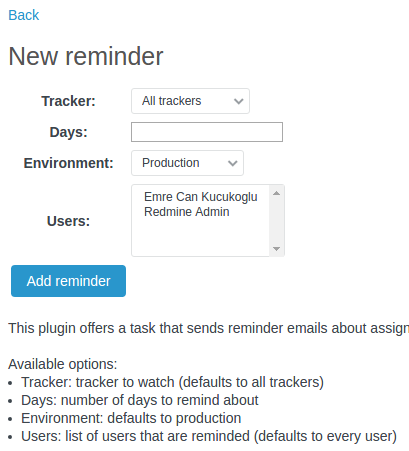 Back
New reminder
Tracker: All trackers
Days:
Environment: Production
Users: Emre Can Kucukoglu
Redmine Admin
Add reminder
This plugin offers a task that sends reminder emails about assign
Available options:
• Tracker: tracker to watch (defaults to all trackers)
• Days: number of days to remind about
• Environment: defaults to production
• Users: list of users that are reminded (defaults to every user)